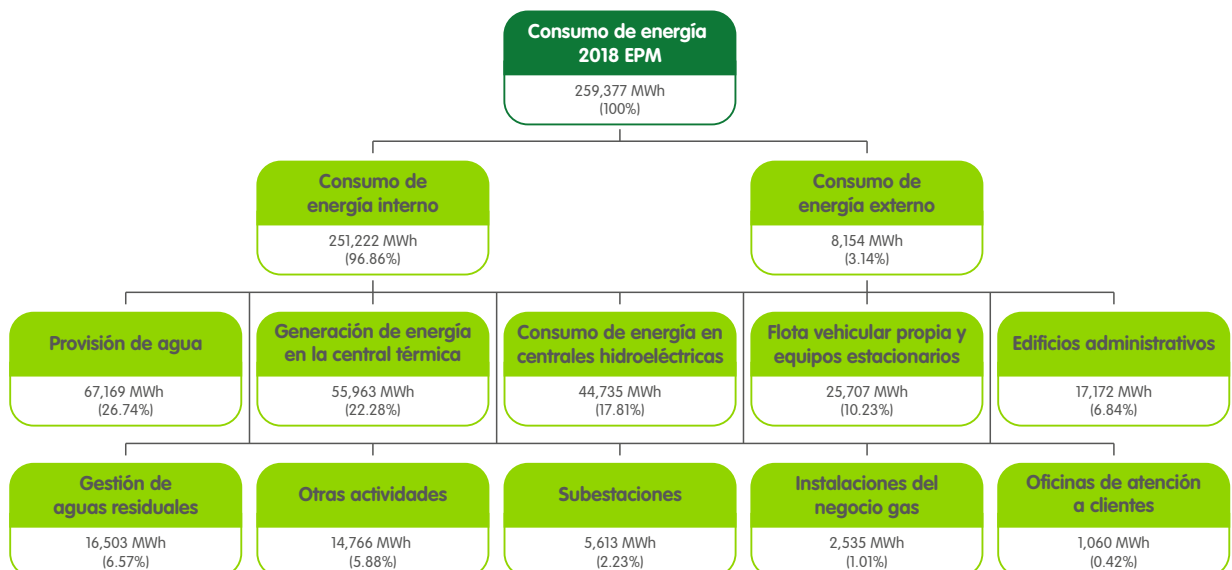 Consumo de energía
2018 EPM
259,377 MWh
(100%)
Consumo de
energía interno
251,222 MWh
(96.86%)
Consumo de
energía externo
8,154 MWh
(3.14%)
Provisión de agua
67,169 MWh
(26.74%)
Generación de energía
en la central térmica
55,963 MWh
(22.28%)
Consumo de energía en
centrales hidroeléctricas
44,735 MWh
(17.81%)
Flota vehicular propia y
equipos estacionarios
25,707 MWh
(10.23%)
Edificios administrativos
17,172 MWh
(6.84%)
Gestión de
aguas residuales
16,503 MWh
(6.57%)
Otras actividades
14,766 MWh
(5.88%)
Subestaciones
5,613 MWh
(2.23%)
Instalaciones del
negocio gas
2,535 MWh
(1.01%)
Oficinas de atención
a clientes
1,060 MWh
(0.42%)